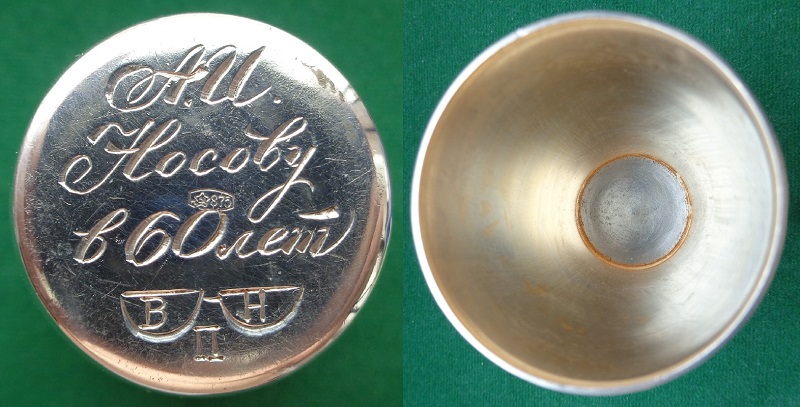 А.И.
Носову
875
в 60 лет
В Н
П